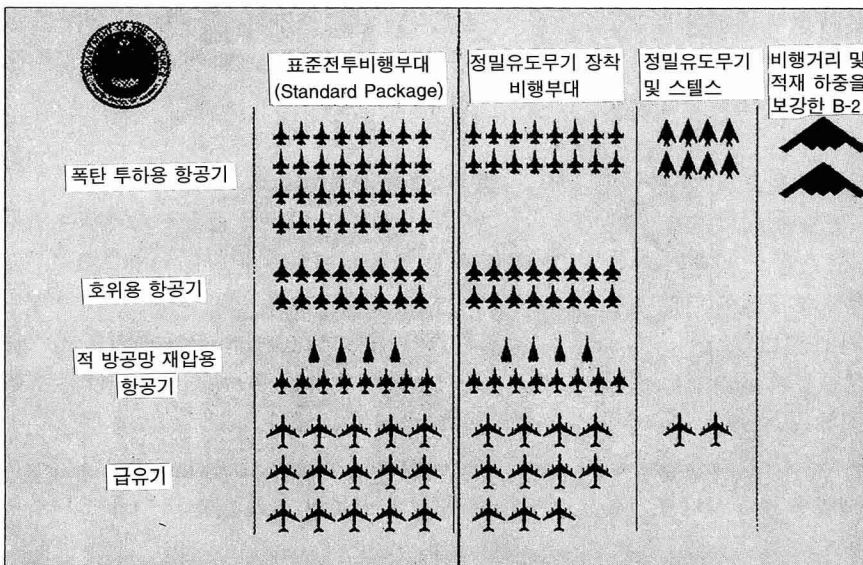 표준전투비행부대
(Standard Package)
정밀유도무기 장착
비행부대
정밀유도무기
및 스텔스
비행거리 및
적재 하중을
보강한 B-2
폭탄 투하용 항공기
호위용 항공기
적 방공망 재압용
항공기
급유기